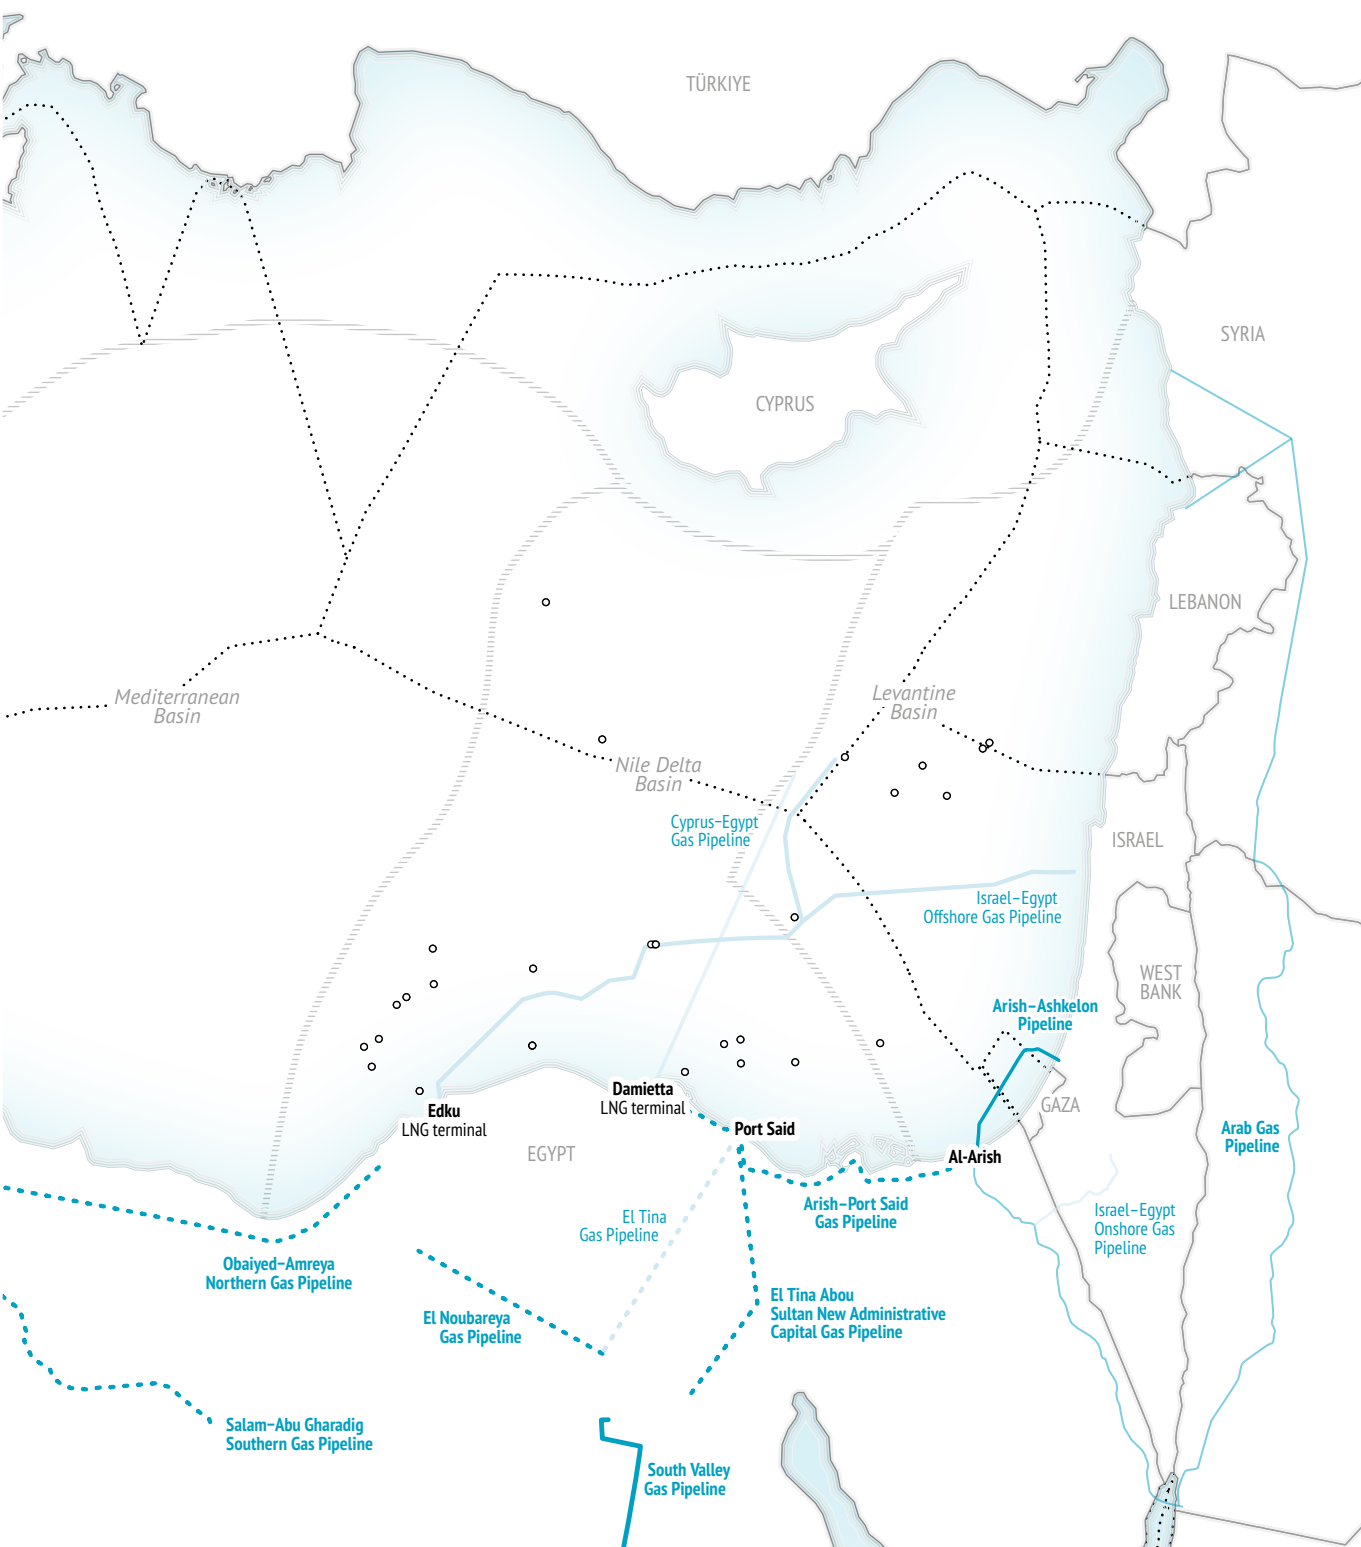 TÜRKIYE
SYRIA
CYPRUS
LEBANON
Mediterranean
Basin
Levantine
Basin
Nile Delta
Basin
Cyprus–Egypt
Gas Pipeline
ISRAEL
Israel–Egypt
Offshore Gas Pipeline
WEST
BANK
Arish–Ashkelon
Pipeline
Damietta
LNG terminal
Edku
LNG terminal
GAZA
Port Said
Arab Gas
Pipeline
EGYPT
Al-Arish
Arish–Port Said
Gas Pipeline
El Tina
Gas Pipeline
Israel–Egypt
Onshore Gas
Pipeline
Obaiyed–Amreya
Northern Gas Pipeline
El Noubareya
Gas Pipeline
El Tina Abou
Sultan New Administrative
Capital Gas Pipeline
Salam–Abu Gharadig
Southern Gas Pipeline
South Valley
Gas Pipeline